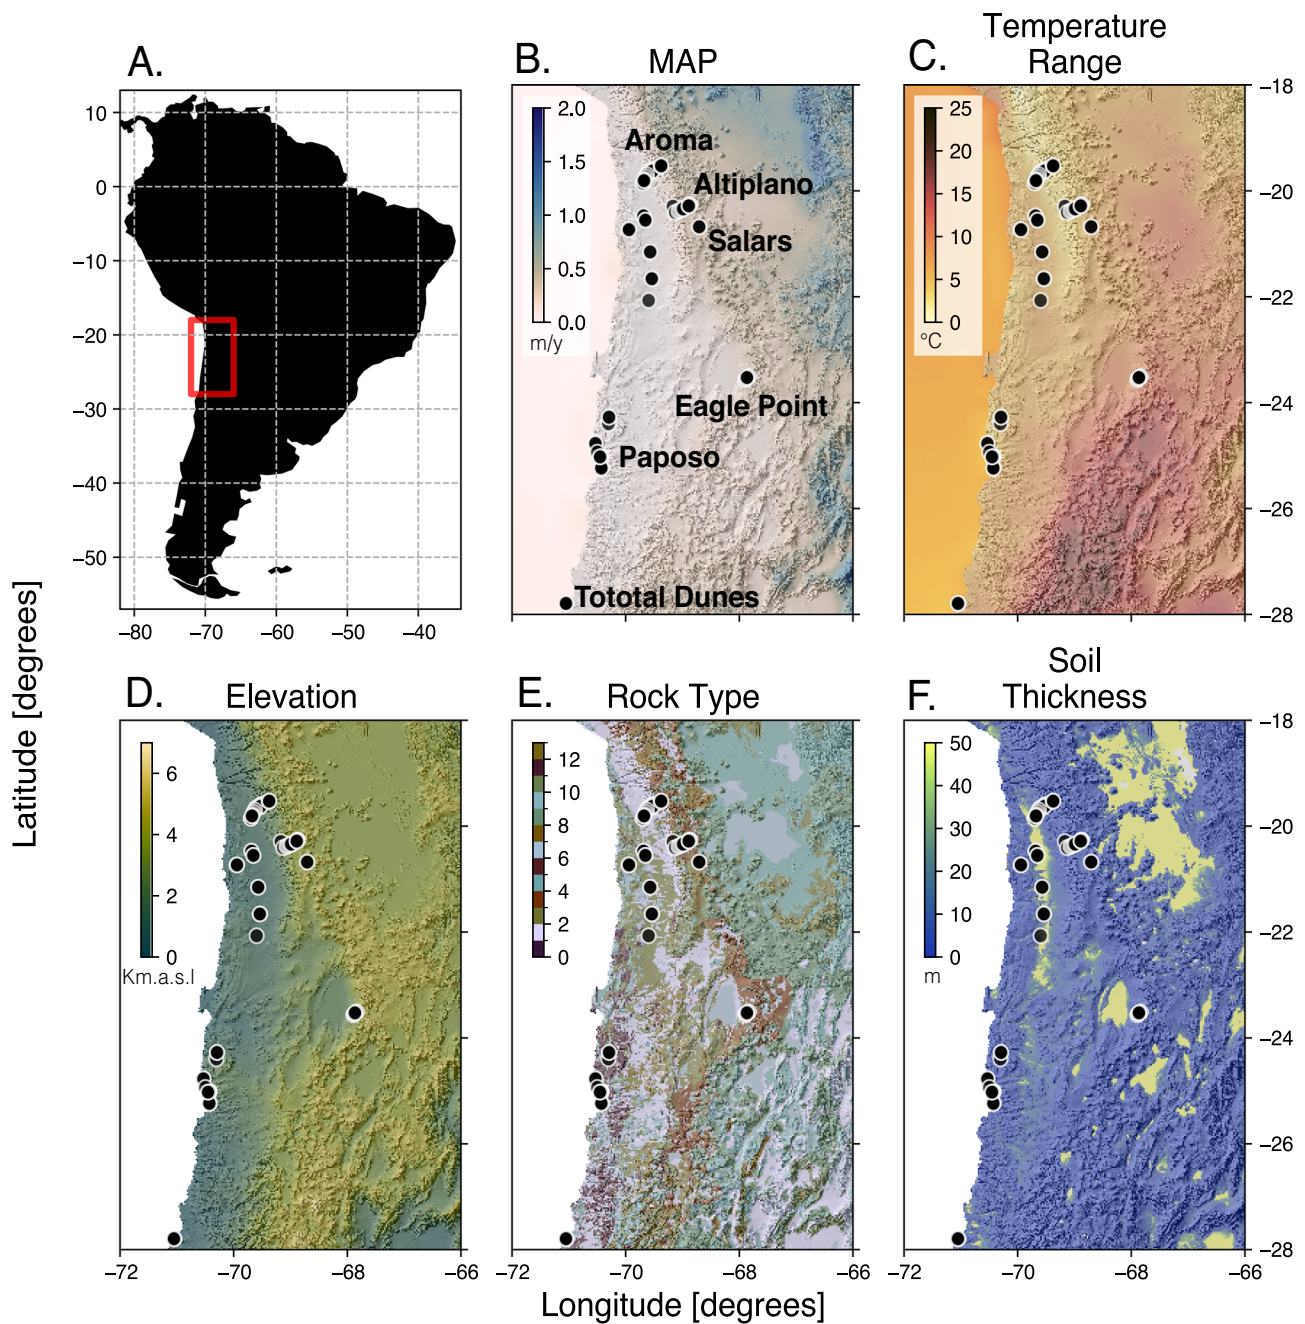 A.
10
0
−10
−20
−30
−40
−50
−80
−70
−60
−50
−40
B.
MAP
2.0
1.5
1.0
0.5
0.0
m/y
Aroma
Altiplano
Salars
Eagle Point
Paposo
Tototal Dunes
C.
Temperature
Range
25
20
15
10
5
0
°C
−18
−20
−22
−24
−26
−28
Latitude [degrees]
D.
Elevation
6
4
2
0
Km.a.s.l
−72
−70
−68
−66
E.
Rock Type
12
10
8
6
4
2
0
−72
−70
−68
−66
F.
Soil
Thickness
50
40
30
20
10
0
m
−18
−20
−22
−24
−26
−28
−72
−70
−68
−66
Longitude [degrees]